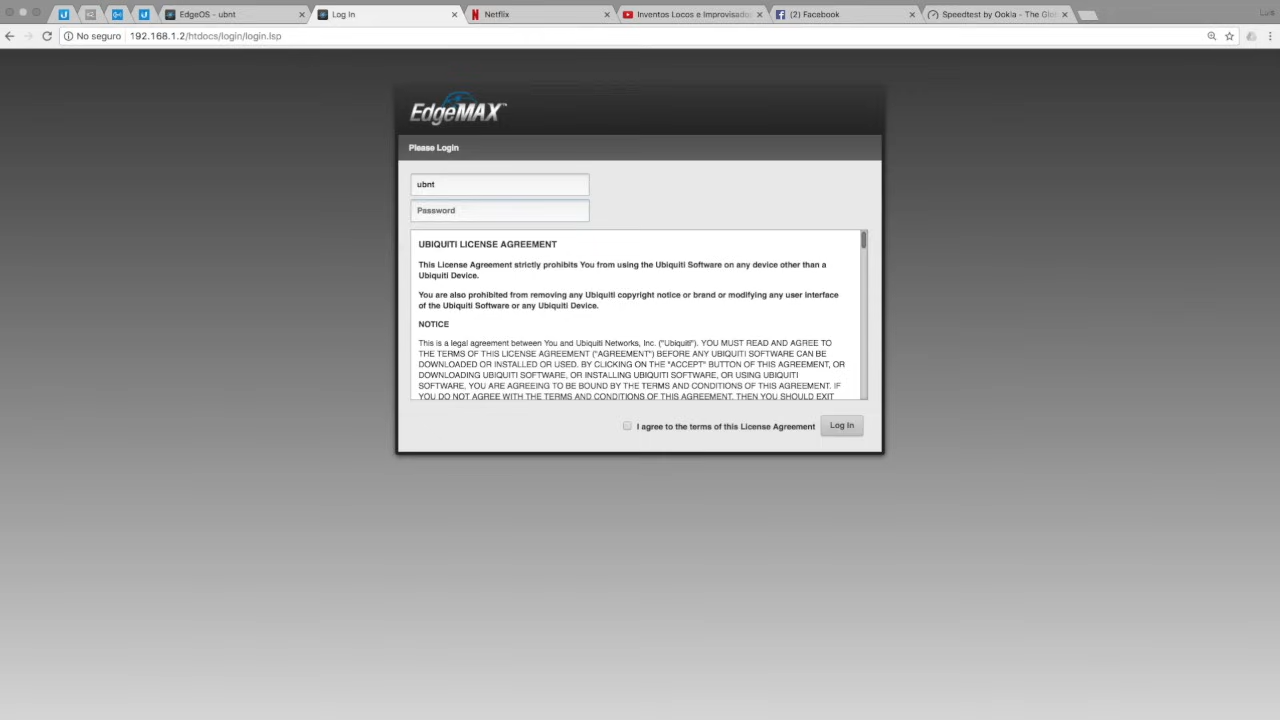 EdgeOS - ubnt
Log In
Netflix
Inventos Locos e Improvisados
(2) Facebook
Speedtest by Ookla - The Glo
No seguro
192.168.1.2/htdocs/login/login.lsp
EdgeMAX™
Please Login
ubnt
Password
UBIQUITI LICENSE AGREEMENT
This License Agreement strictly prohibits You from using the Ubiquiti Software on any device other than a
Ubiquiti Device.
You are also prohibited from removing any Ubiquiti copyright notice or brand or modifying any user interface
of the Ubiquiti Software or any Ubiquiti Device.
NOTICE
This is a legal agreement between You and Ubiquiti Networks, Inc. ("Ubiquiti"). YOU MUST READ AND AGREE TO
THE TERMS OF THIS LICENSE AGREEMENT ("AGREEMENT") BEFORE ANY UBIQUITI SOFTWARE CAN BE
DOWNLOADED OR INSTALLED OR USED. BY CLICKING ON THE "ACCEPT" BUTTON OF THIS AGREEMENT, OR
DOWNLOADING UBIQUITI SOFTWARE, OR INSTALLING UBIQUITI SOFTWARE, OR USING UBIQUITI
SOFTWARE, YOU ARE AGREEING TO BE BOUND BY THE TERMS AND CONDITIONS OF THIS AGREEMENT. IF
YOU DO NOT AGREE WITH THE TERMS AND CONDITIONS OF THIS AGREEMENT, THEN YOU SHOULD EXIT
I agree to the terms of this License Agreement
Log In